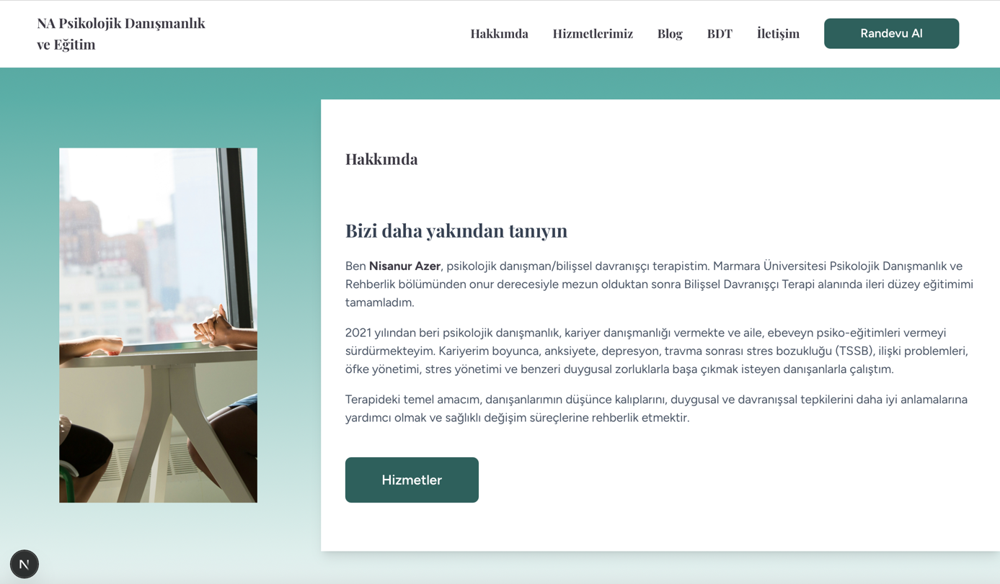 NA Psikolojik Danışmanlık
ve Eğitim
Hakkımda
Hizmetlerimiz
Blog
BDT
İletişim
Randevu Al
Hakkımda
Bizi daha yakından tanıyın
Ben Nisanur Azer, psikolojik danışman/bilişsel davranışçı terapistim. Marmara Üniversitesi Psikolojik Danışmanlık ve
Rehberlik bölümünden onur derecesiyle mezun olduktan sonra Bilişsel Davranışçı Terapi alanında ileri düzey eğitimimi
tamamladım.
2021 yılından beri psikolojik danışmanlık, kariyer danışmanlığı vermekte ve aile, ebeveyn psiko-eğitimleri vermeyi
sürdürmekteyim. Kariyerim boyunca, anksiyete, depresyon, travma sonrası stres bozukluğu (TSSB), ilişki problemleri,
öfke yönetimi, stres yönetimi ve benzeri duygusal zorluklarla başa çıkmak isteyen danışanlarla çalıştım.
Terapideki temel amacım, danışanlarımın düşünce kalıplarını, duygusal ve davranışsal tepkilerini daha iyi anlamalarına
yardımcı olmak ve sağlıklı değişim süreçlerine rehberlik etmektir.
Hizmetler
N